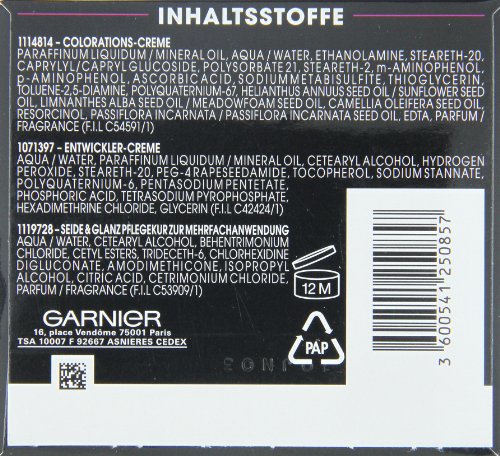 INHALTSSTOFFE
1114814 – COLORATIONS-CREME
PARAFFINUM LIQUIDUM / MINERAL OIL, AQUA / WATER, ETHANOLAMINE, STEARETH-20,
CAPRYLYL / CAPRYL GLUCOSIDE, POLYSORBATE 21, STEARETH-2, m-AMINOPHENOL,
p-AMINOPHENOL, ASCORBIC ACID, SODIUM METABISULFITE, THIOGLYCERIN,
TOLUENE-2,5-DIAMINE, POLYQUATERNIUM-67, HELIANTHUS ANNUUS SEED OIL / SUNFLOWER SEED
OIL, LIMNANTHES ALBA SEED OIL / MEADOWFOAM SEED OIL, CAMELLIA OLEIFERA SEED OIL,
RESORCINOL, PASSIFLORA INCARNATA / PASSIFLORA INCARNATA SEED OIL, EDTA, PARFUM /
FRAGRANCE (F.I.L C54591/1)
1071397 – ENTWICKLER-CREME
AQUA / WATER, PARAFFINUM LIQUIDUM / MINERAL OIL, CETEARYL ALCOHOL, HYDROGEN
PEROXIDE, STEARETH-20, PEG-4 RAPESEEDAMIDE, TOCOPHEROL, SODIUM STANNATE,
POLYQUATERNIUM-6, PENTASODIUM PENTETATE,
PHOSPHORIC ACID, TETRASODIUM PYROPHOSPHATE,
HEXADIMETHRINE CHLORIDE, GLYCERIN (F.I.L C42424/1)
1119728 – SEIDE & GLANZ PFLEGEKUR ZUR MEHRFACHANWENDUNG
AQUA / WATER, CETEARYL ALCOHOL, BEHENTRIMONIUM
CHLORIDE, CETYL ESTERS, TRIDECETH-6, CHLORHEXIDINE
DIGLUCONATE, AMODIMETHICONE, ISOPROPYL
ALCOHOL, CITRIC ACID, CETRIMONIUM CHLORIDE,
PARFUM / FRAGRANCE (F.I.L C53909/1)
12 M
GARNIER
16, place Vendôme 75001 Paris
TSA 10007 F 92667 ASNIERES CEDEX
PAP
3 600541 250857